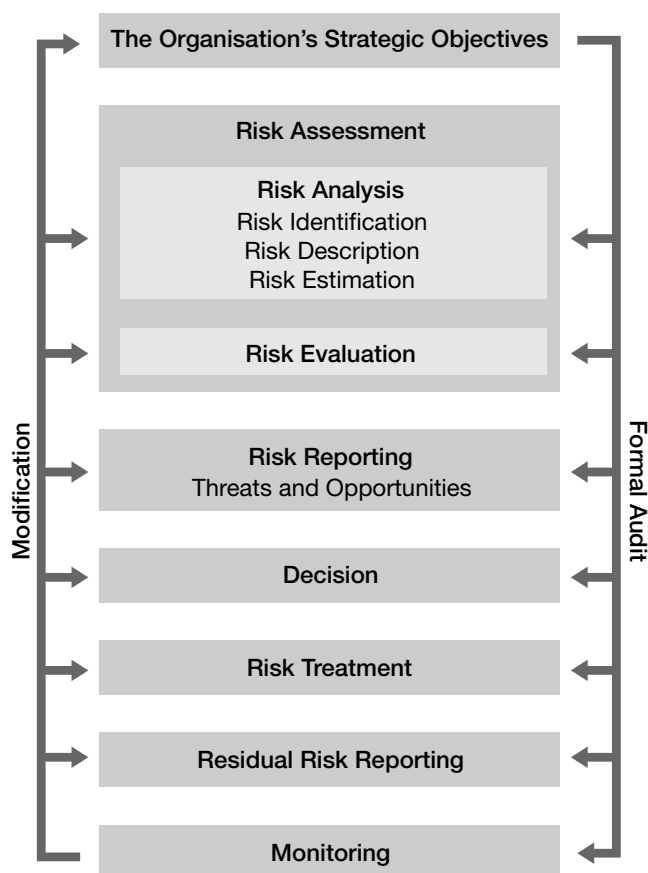 The Organisation's Strategic Objectives
Risk Assessment
Risk Analysis
Risk Identification
Risk Description
Risk Estimation
Risk Evaluation
Risk Reporting
Threats and Opportunities
Decision
Risk Treatment
Residual Risk Reporting
Monitoring
Modification
Formal Audit